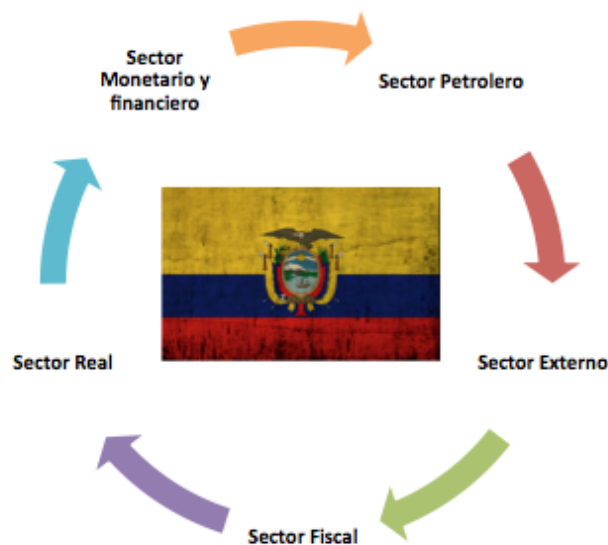 Sector
Monetario y
financiero
Sector Petrolero
Sector Real
Sector Externo
Sector Fiscal